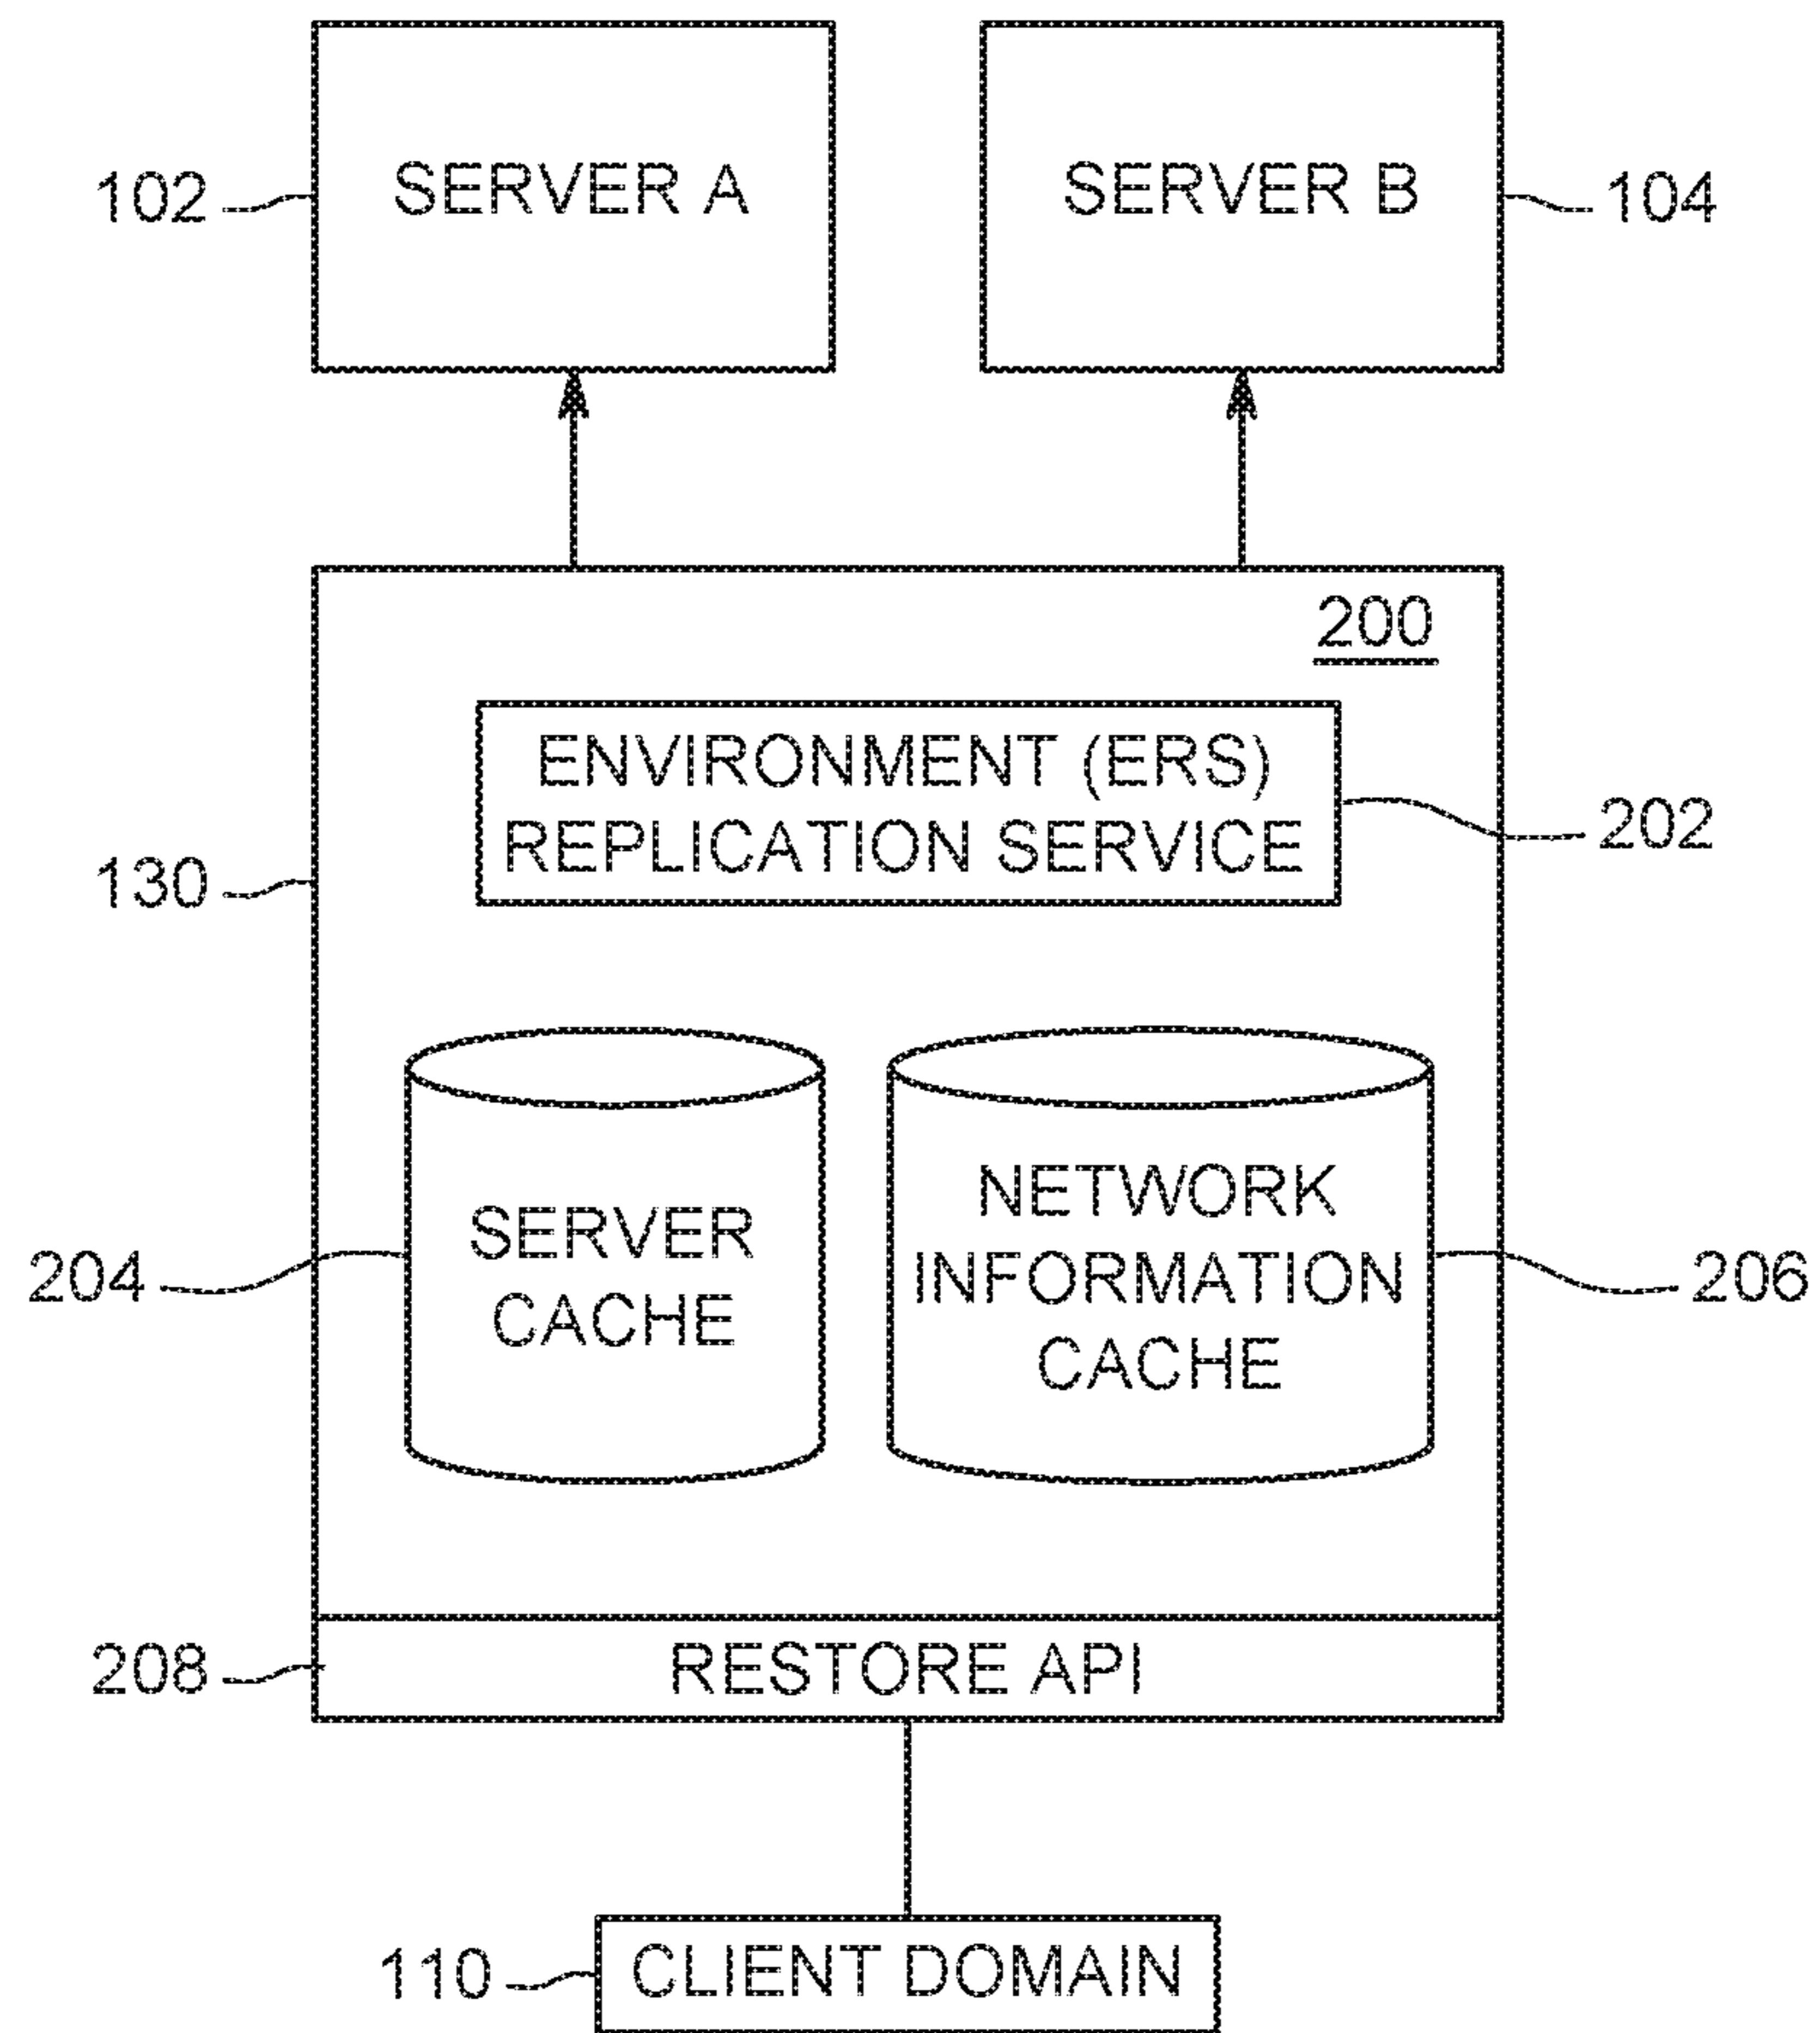 102
SERVER A
SERVER B
104
200
ENVIRONMENT (ERS)
REPLICATION SERVICE
202
130
204
SERVER
CACHE
NETWORK
INFORMATION
CACHE
206
208
RESTORE API
110
CLIENT DOMAIN